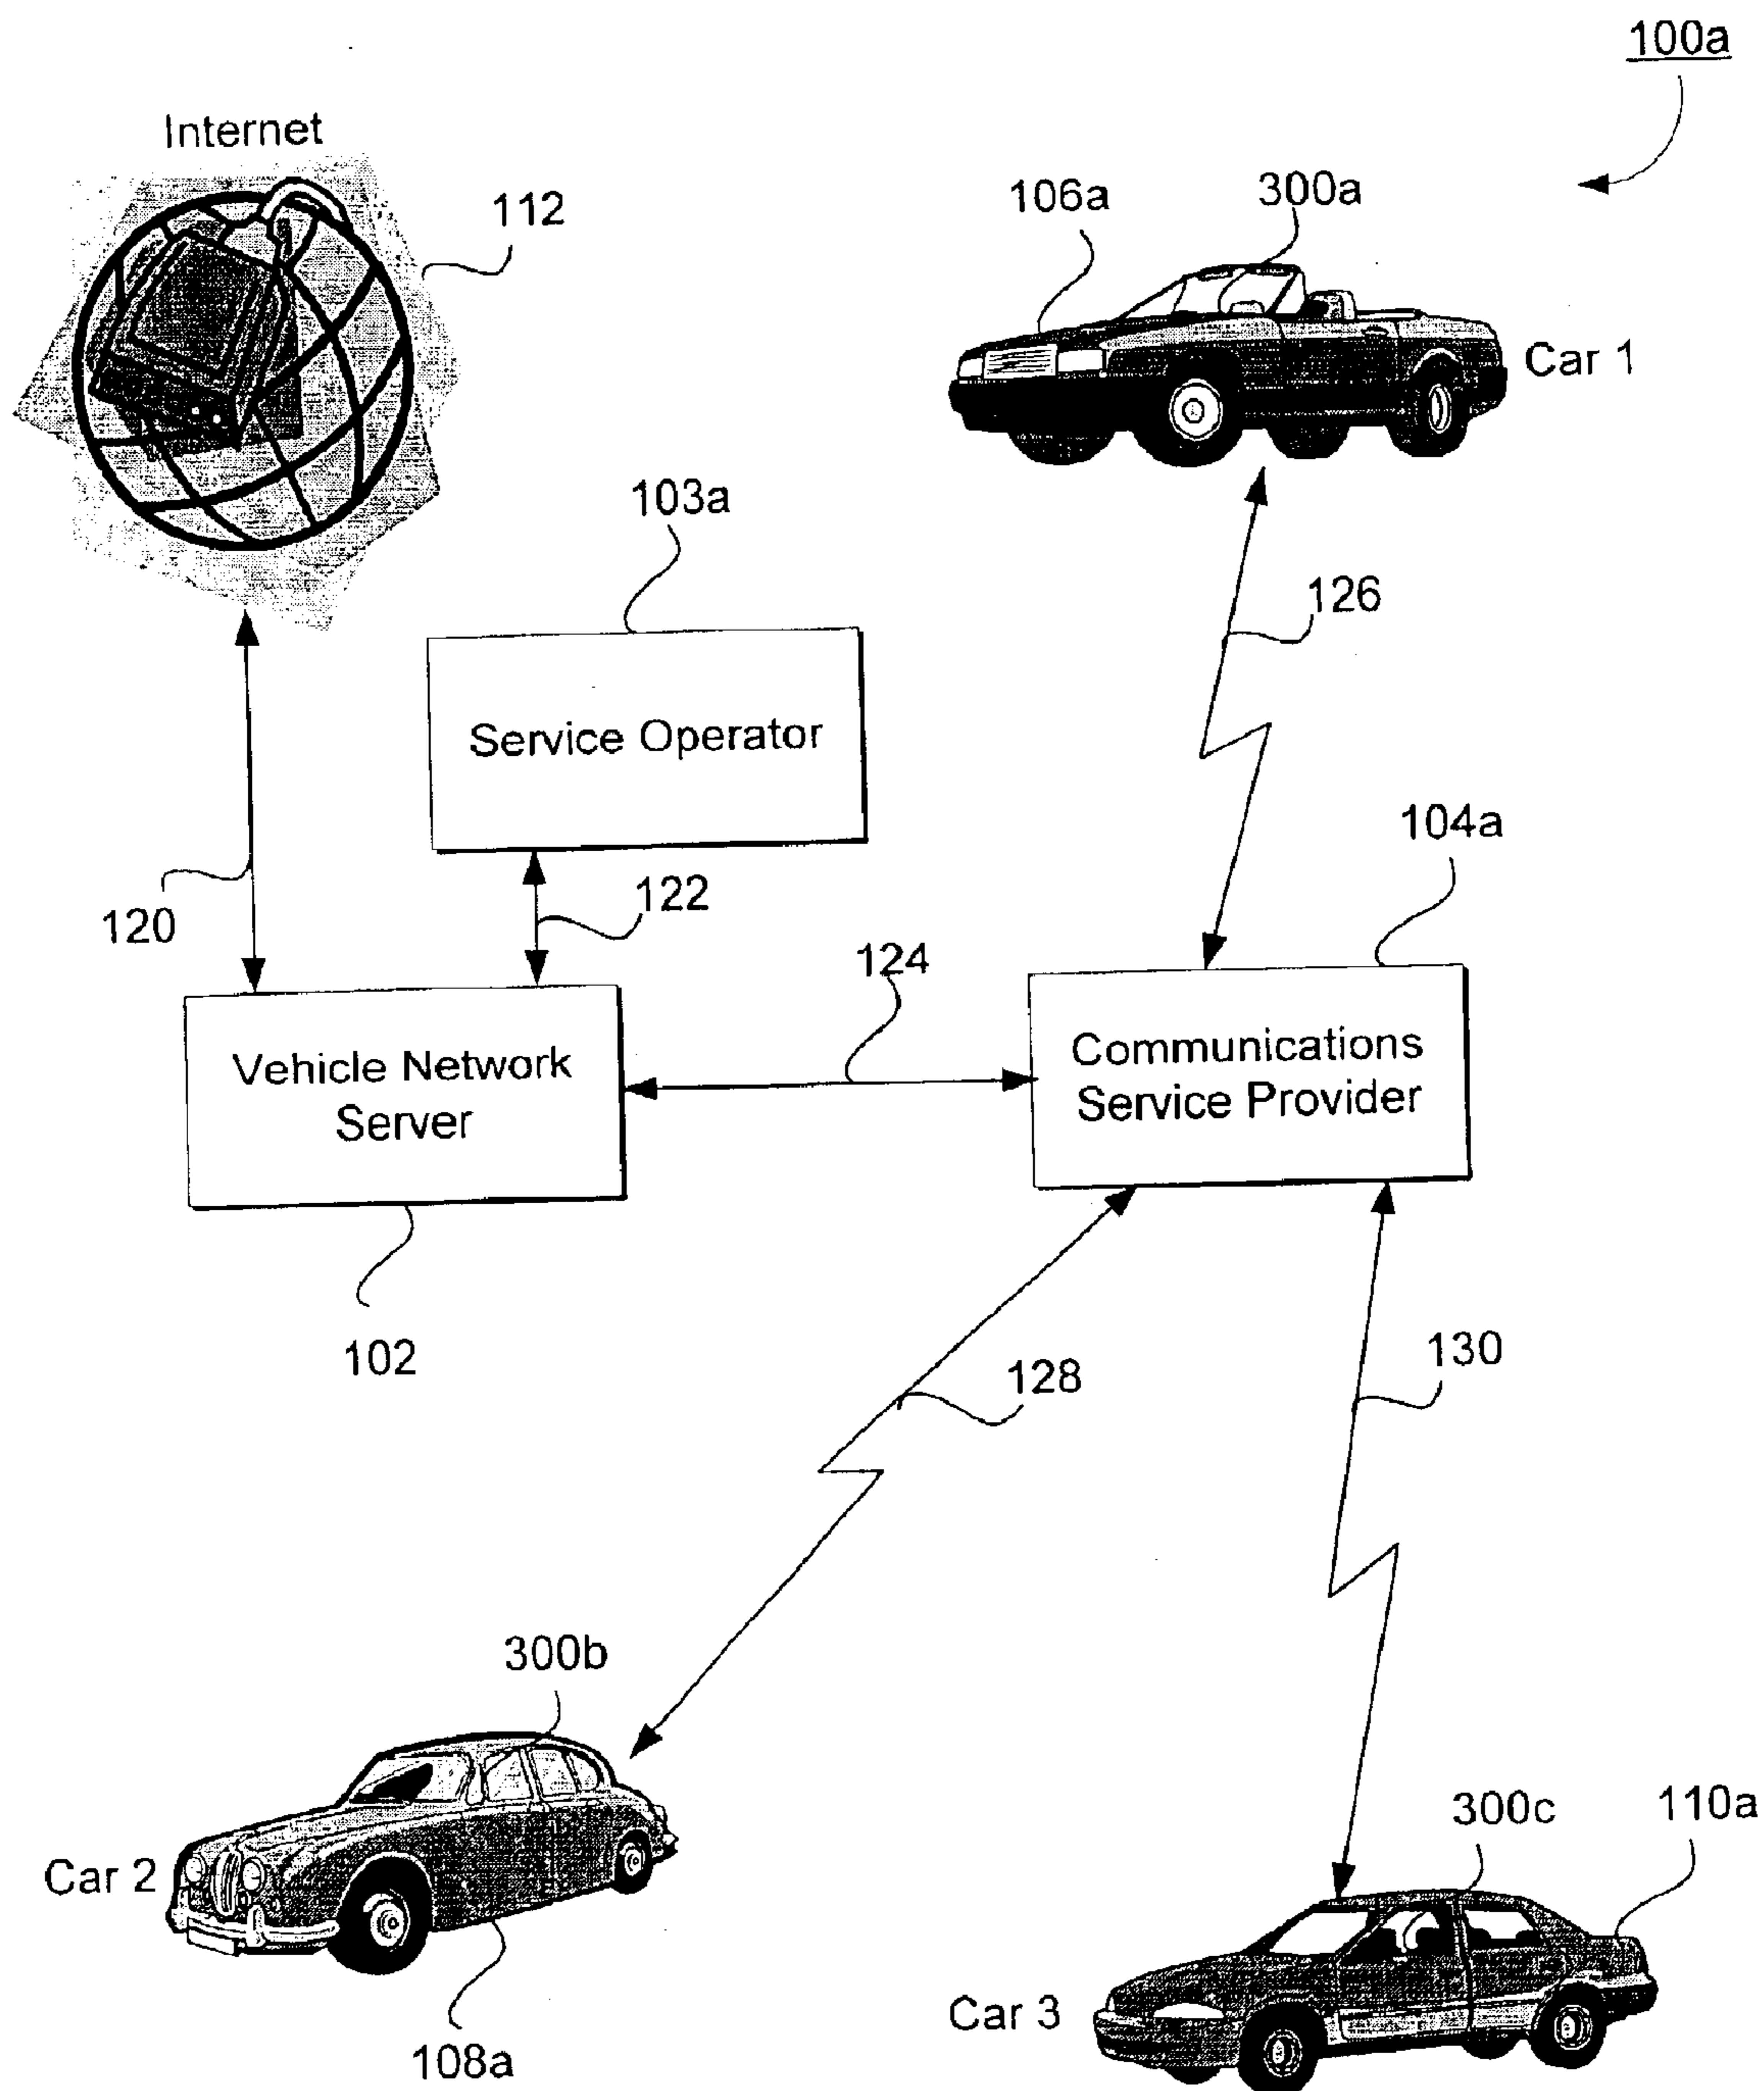 100a
Internet
112
106a
300a
Car 1
103a
126
Service Operator
104a
120
122
124
Vehicle Network
Server
Communications
Service Provider
102
128
130
300b
300c
110a
Car 2
Car 3
108a